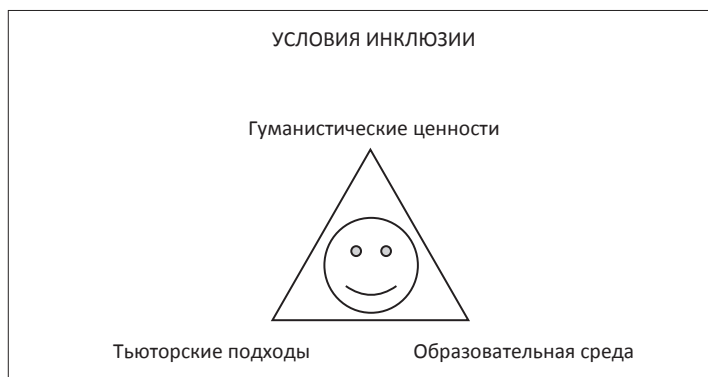 УСЛОВИЯ ИНКЛЮЗИИ
Гуманистические ценности
Тьюторские подходы
Образовательная среда